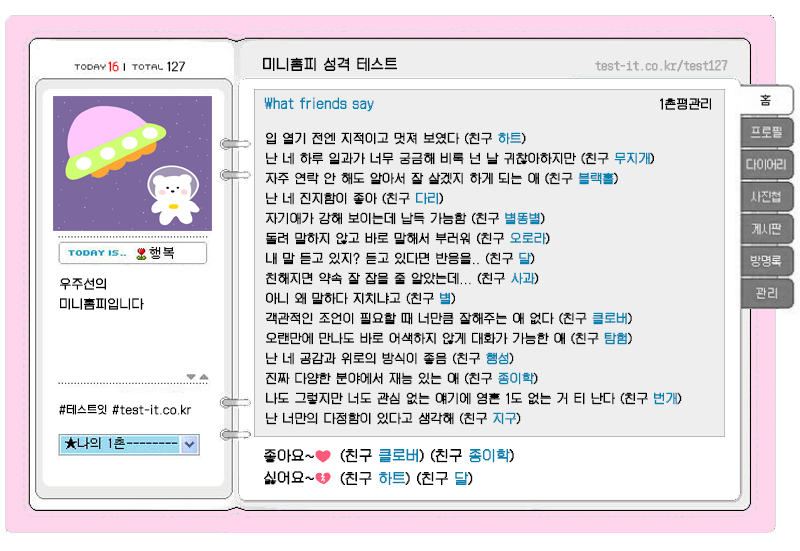 TODAY 16 | TOTAL 127
미니홈피 성격 테스트
test-it.co.kr/test127
TODAY IS.. 행복
우주선의
미니홈피입니다
#테스트잇 #test-it.co.kr
★나의 1촌--------
What friends say
1촌평관리
입 열기 전엔 지적이고 멋져 보였다 (친구 하트)
난 네 하루 일과가 너무 궁금해 비록 넌 날 귀찮아하지만 (친구 무지개)
자주 연락 안 해도 알아서 잘 살겠지 하게 되는 애 (친구 블랙홀)
난 네 진지함이 좋아 (친구 다리)
자기애가 강해 보이는데 납득 가능함 (친구 별똥별)
돌려 말하지 않고 바로 말해서 부러워 (친구 오로라)
내 말 듣고 있지? 듣고 있다면 반응을.. (친구 달)
친해지면 약속 잘 잡을 줄 알았는데... (친구 사과)
아니 왜 말하다 지치냐고 (친구 별)
객관적인 조언이 필요할 때 너만큼 잘해주는 애 없다 (친구 클로버)
오랜만에 만나도 바로 어색하지 않게 대화가 가능한 애 (친구 탐험)
난 네 공감과 위로의 방식이 좋음 (친구 행성)
진짜 다양한 분야에서 재능 있는 애 (친구 종이학)
나도 그렇지만 너도 관심 없는 얘기에 영혼 1도 없는 거 티 난다 (친구 번개)
난 너만의 다정함이 있다고 생각해 (친구 지구)
좋아요~ (친구 클로버) (친구 종이학)
싫어요~ (친구 하트) (친구 달)
홈
프로필
다이어리
사진첩
게시판
방명록
관리